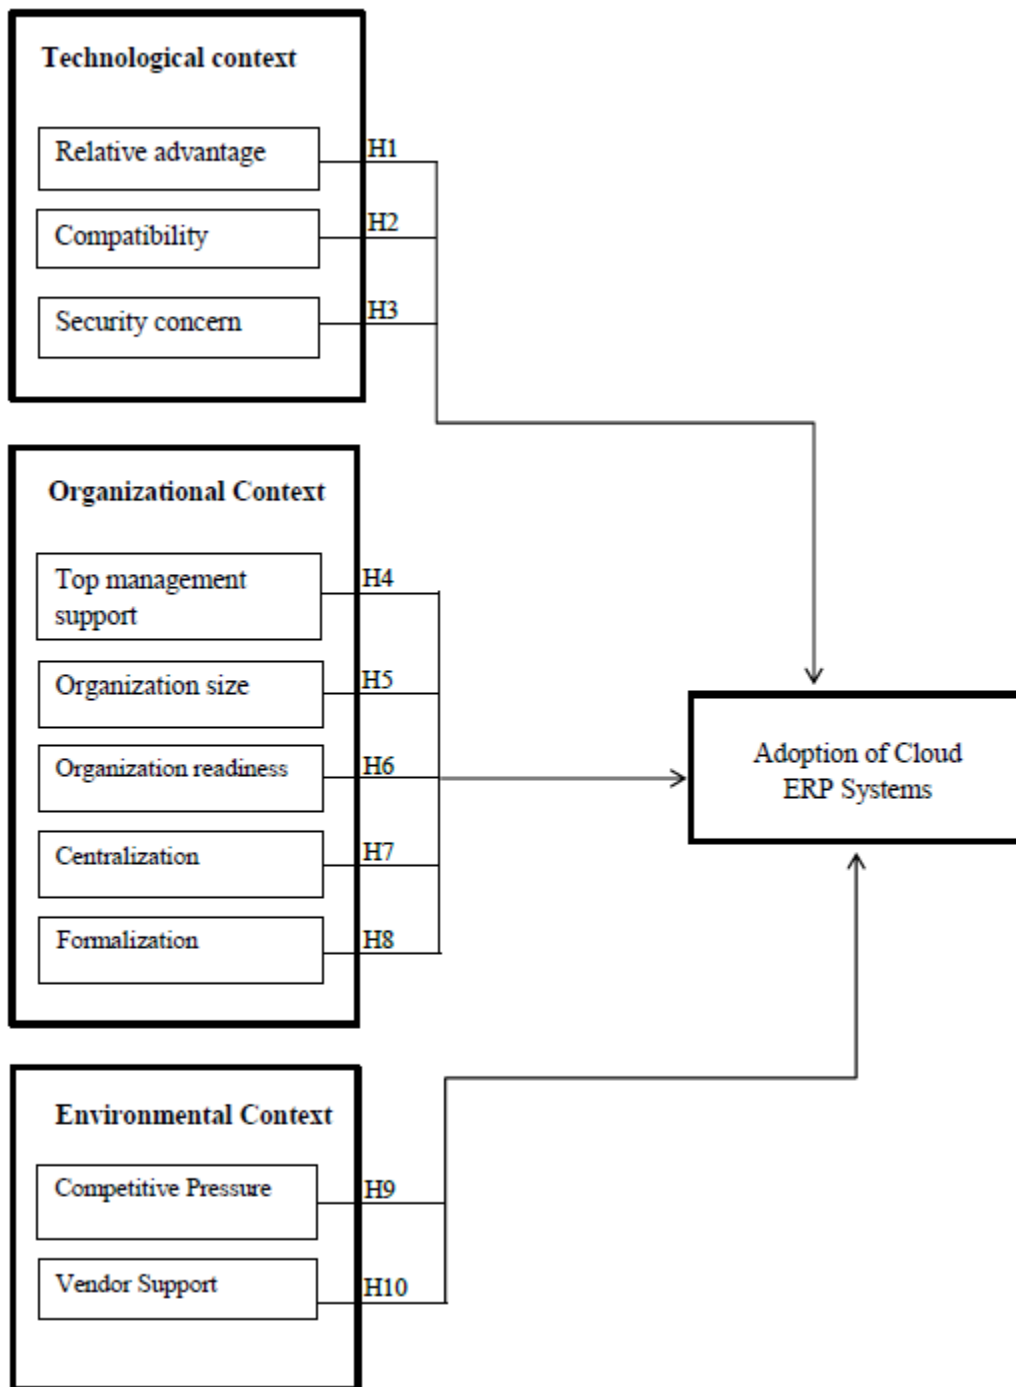 Technological context
Relative advantage
H1
Compatibility
H2
Security concern
H3
Organizational Context
Top management
support
H4
Organization size
H5
Organization readiness
H6
Centralization
H7
Formalization
H8
Adoption of Cloud
ERP Systems
Environmental Context
Competitive Pressure
H9
Vendor Support
H10